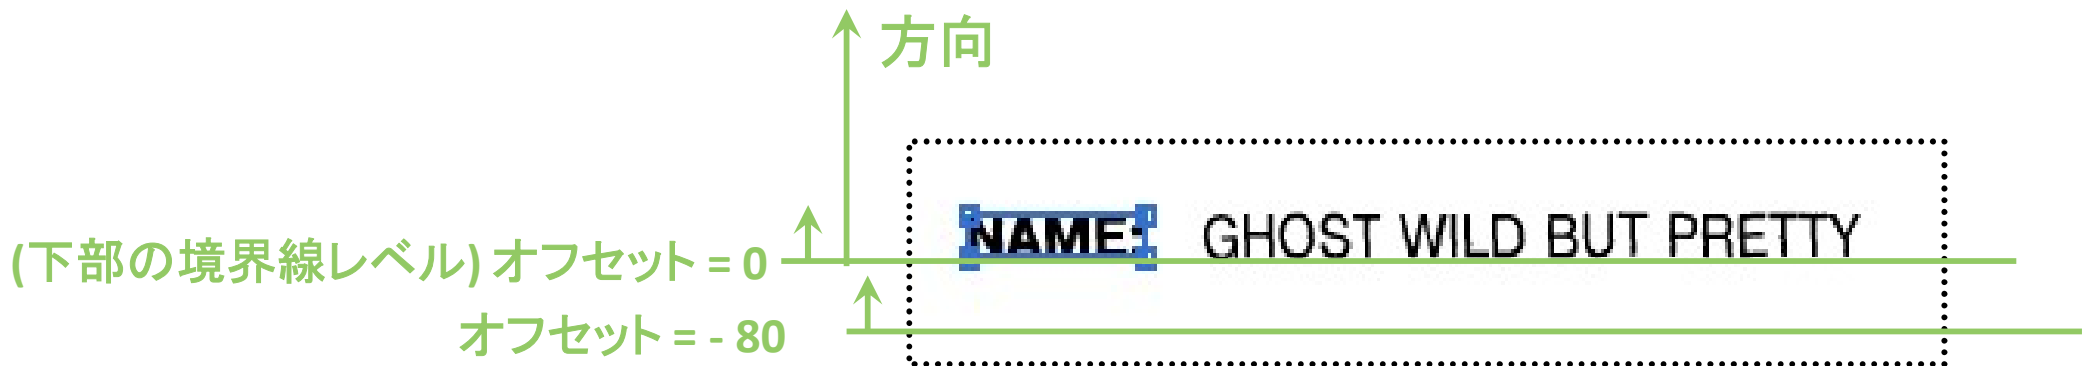 方向
NAME: GHOST WILD BUT PRETTY
(下部の境界線レベル) オフセット = 0
オフセット = - 80